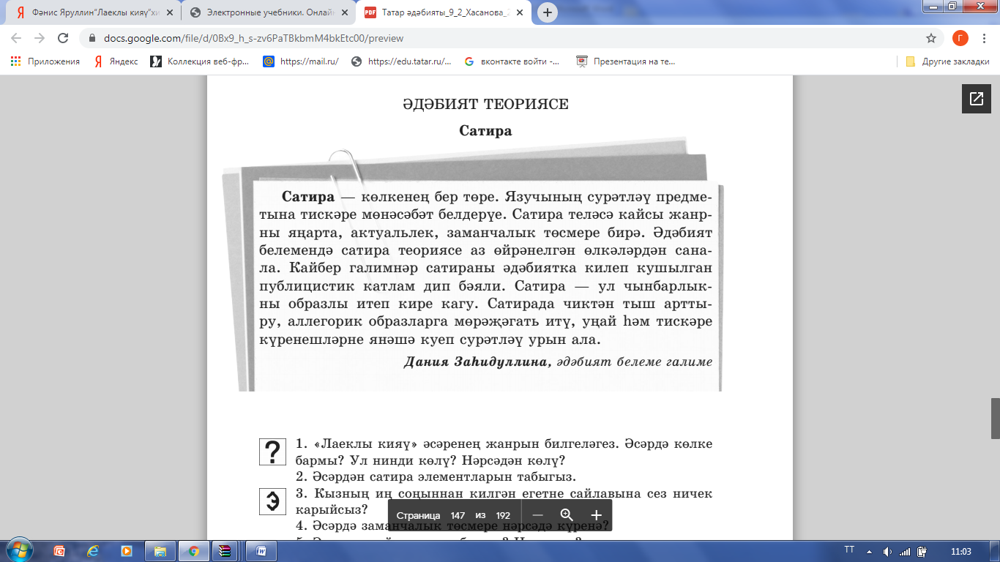 Фәнис Яруллин"Лаеклы кияү"хи
Электронные учебники. Онлайн
Татар әдәбияты_9_2_Хасанова_2
docs.google.com/file/d/0Bx9_h_s-zv6PaTBkbmM4bkEtc00/preview
Г
Приложения
Яндекс
Коллекция веб-фр...
https://mail.ru/
https://edu.tatar.ru/...
вконтакте войти -...
Презентация на те...
Другие закладки
ӘДӘБИЯТ ТЕОРИЯСЕ
Сатира
Сатира — көлкенең бер төре. Язучының сурәтләү предме-
тына тискәре мөнәсәбәт белдерүе. Сатира теләсә кайсы жанр-
ны яңарта, актуальлек, заманчалык төсмере бирә. Әдәбият
белемендә сатира теориясе аз өйрәнелгән өлкәләрдән сана-
ла. Кайбер галимнәр сатираны әдәбиятка килеп кушылган
публицистик катлам дип бәяли. Сатира — ул чынбарлык-
ны образлы итеп кире кагу. Сатирада чиктән тыш артты-
ру, аллегорик образларга мөрәҗәгать итү, уңай һәм тискәре
күренешләрне янәшә куеп сурәтләү урын ала.
Дания Заһидуллина, әдәбият белеме галиме
?
1. «Лаеклы кияү» әсәренең жанрын билгеләгез. Әсәрдә көлке
бармы? Ул нинди көлү? Нәрсәдән көлү?
2. Әсәрдән сатира элементларын табыгыз.
Э
3. Кызның иң соңыннан килгән егетне сайлавына сез ничек
карыйсыз?
4. Әсәрдә заманчалык төсмере нәрсәдә күренә?
Страница 147 из 192
TT
11:03